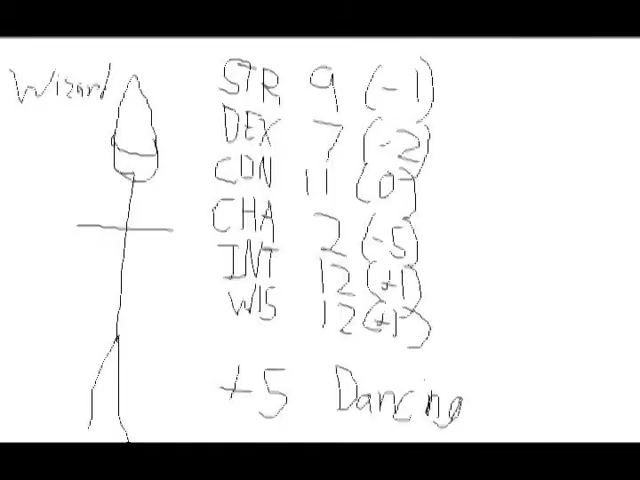 Wizard
STR 9 (-1)
DEX 7 (-2)
CON 11 (0)
CHA 2 (-5)
INT 12 (+1)
WIS 12 (+1)
+5 Dancing